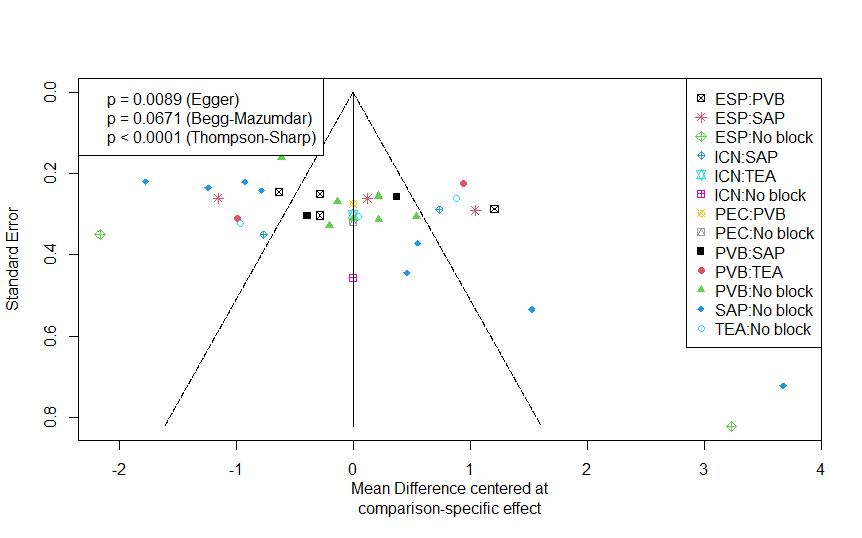 p = 0.0089 (Egger)
p = 0.0671 (Begg-Mazumdar)
p < 0.0001 (Thompson-Sharp)
ESP:PVB
ESP:SAP
ESP:No block
ICN:SAP
ICN:TEA
ICN:No block
PEC:PVB
PEC:No block
PVB:SAP
PVB:TEA
PVB:No block
SAP:No block
TEA:No block
Standard Error
0.0
0.2
0.4
0.6
0.8
-2
-1
0
1
2
3
4
Mean Difference centered at
comparison-specific effect